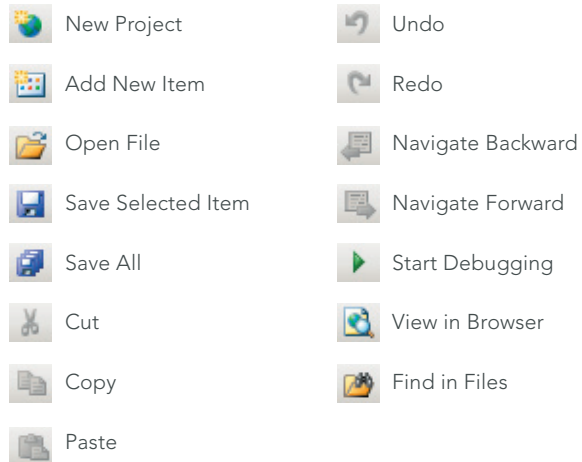 New Project
Add New Item
Open File
Save Selected Item
Save All
Cut
Copy
Paste
Undo
Redo
Navigate Backward
Navigate Forward
Start Debugging
View in Browser
Find in Files